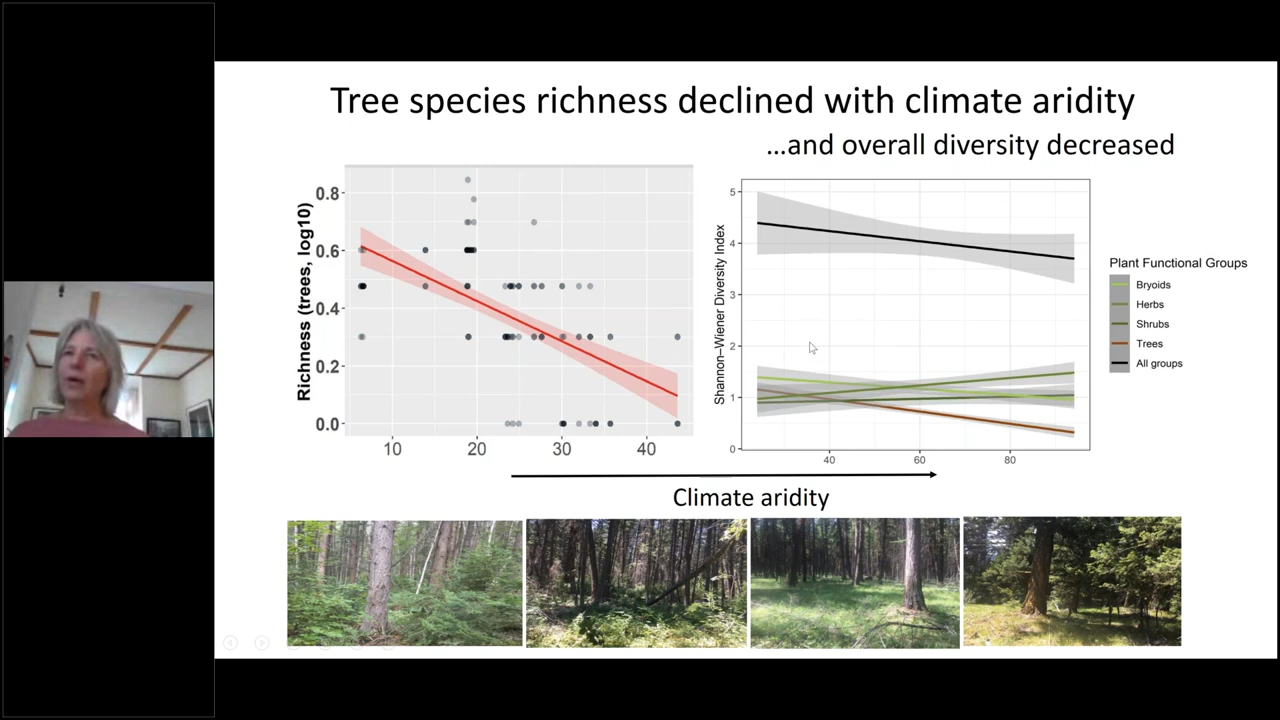 Tree species richness declined with climate aridity
...and overall diversity decreased
Richness (trees, log10)
0.8
0.6
0.4
0.2
0.0
10 20 30 40
Shannon–Wiener Diversity Index
5
4
3
2
1
0
40 60 80
Plant Functional Groups
Bryoids
Herbs
Shrubs
Trees
All groups
Climate aridity